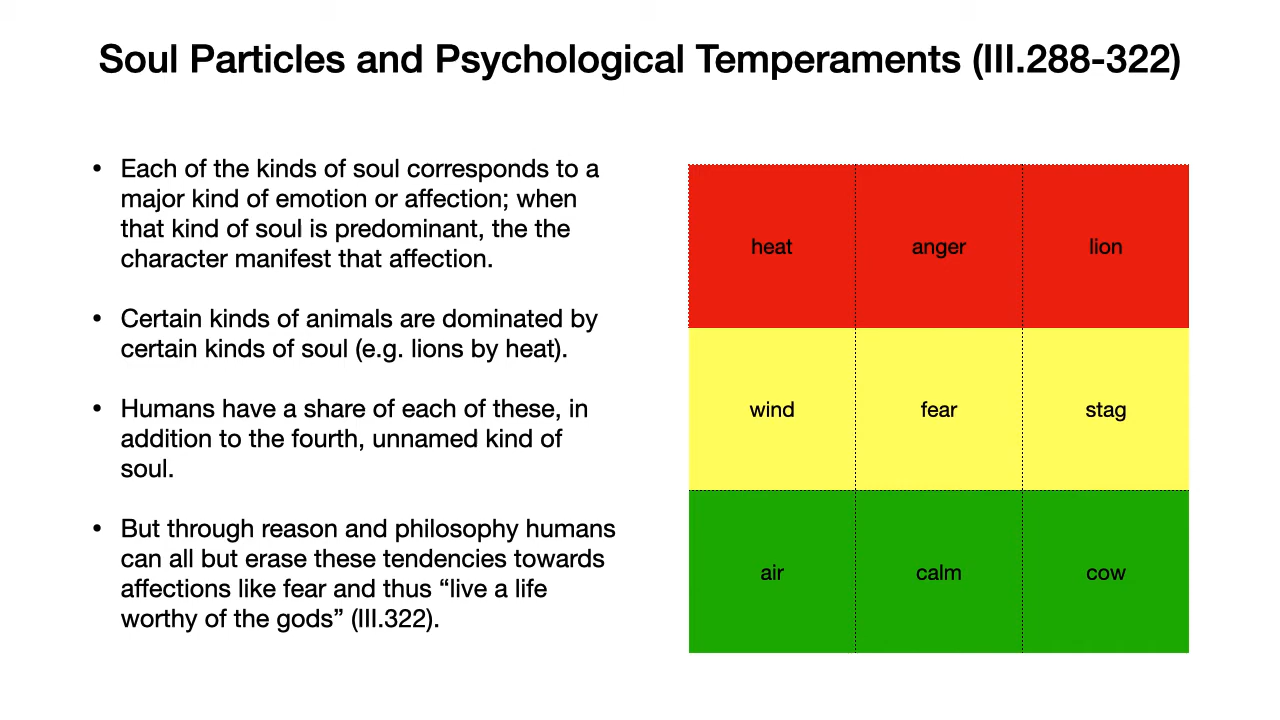 Soul Particles and Psychological Temperaments (III.288-322)
• Each of the kinds of soul corresponds to a
major kind of emotion or affection; when
that kind of soul is predominant, the the
character manifest that affection.
• Certain kinds of animals are dominated by
certain kinds of soul (e.g. lions by heat).
• Humans have a share of each of these, in
addition to the fourth, unnamed kind of
soul.
• But through reason and philosophy humans
can all but erase these tendencies towards
affections like fear and thus “live a life
worthy of the gods” (III.322).
heat anger lion
wind fear stag
air calm cow